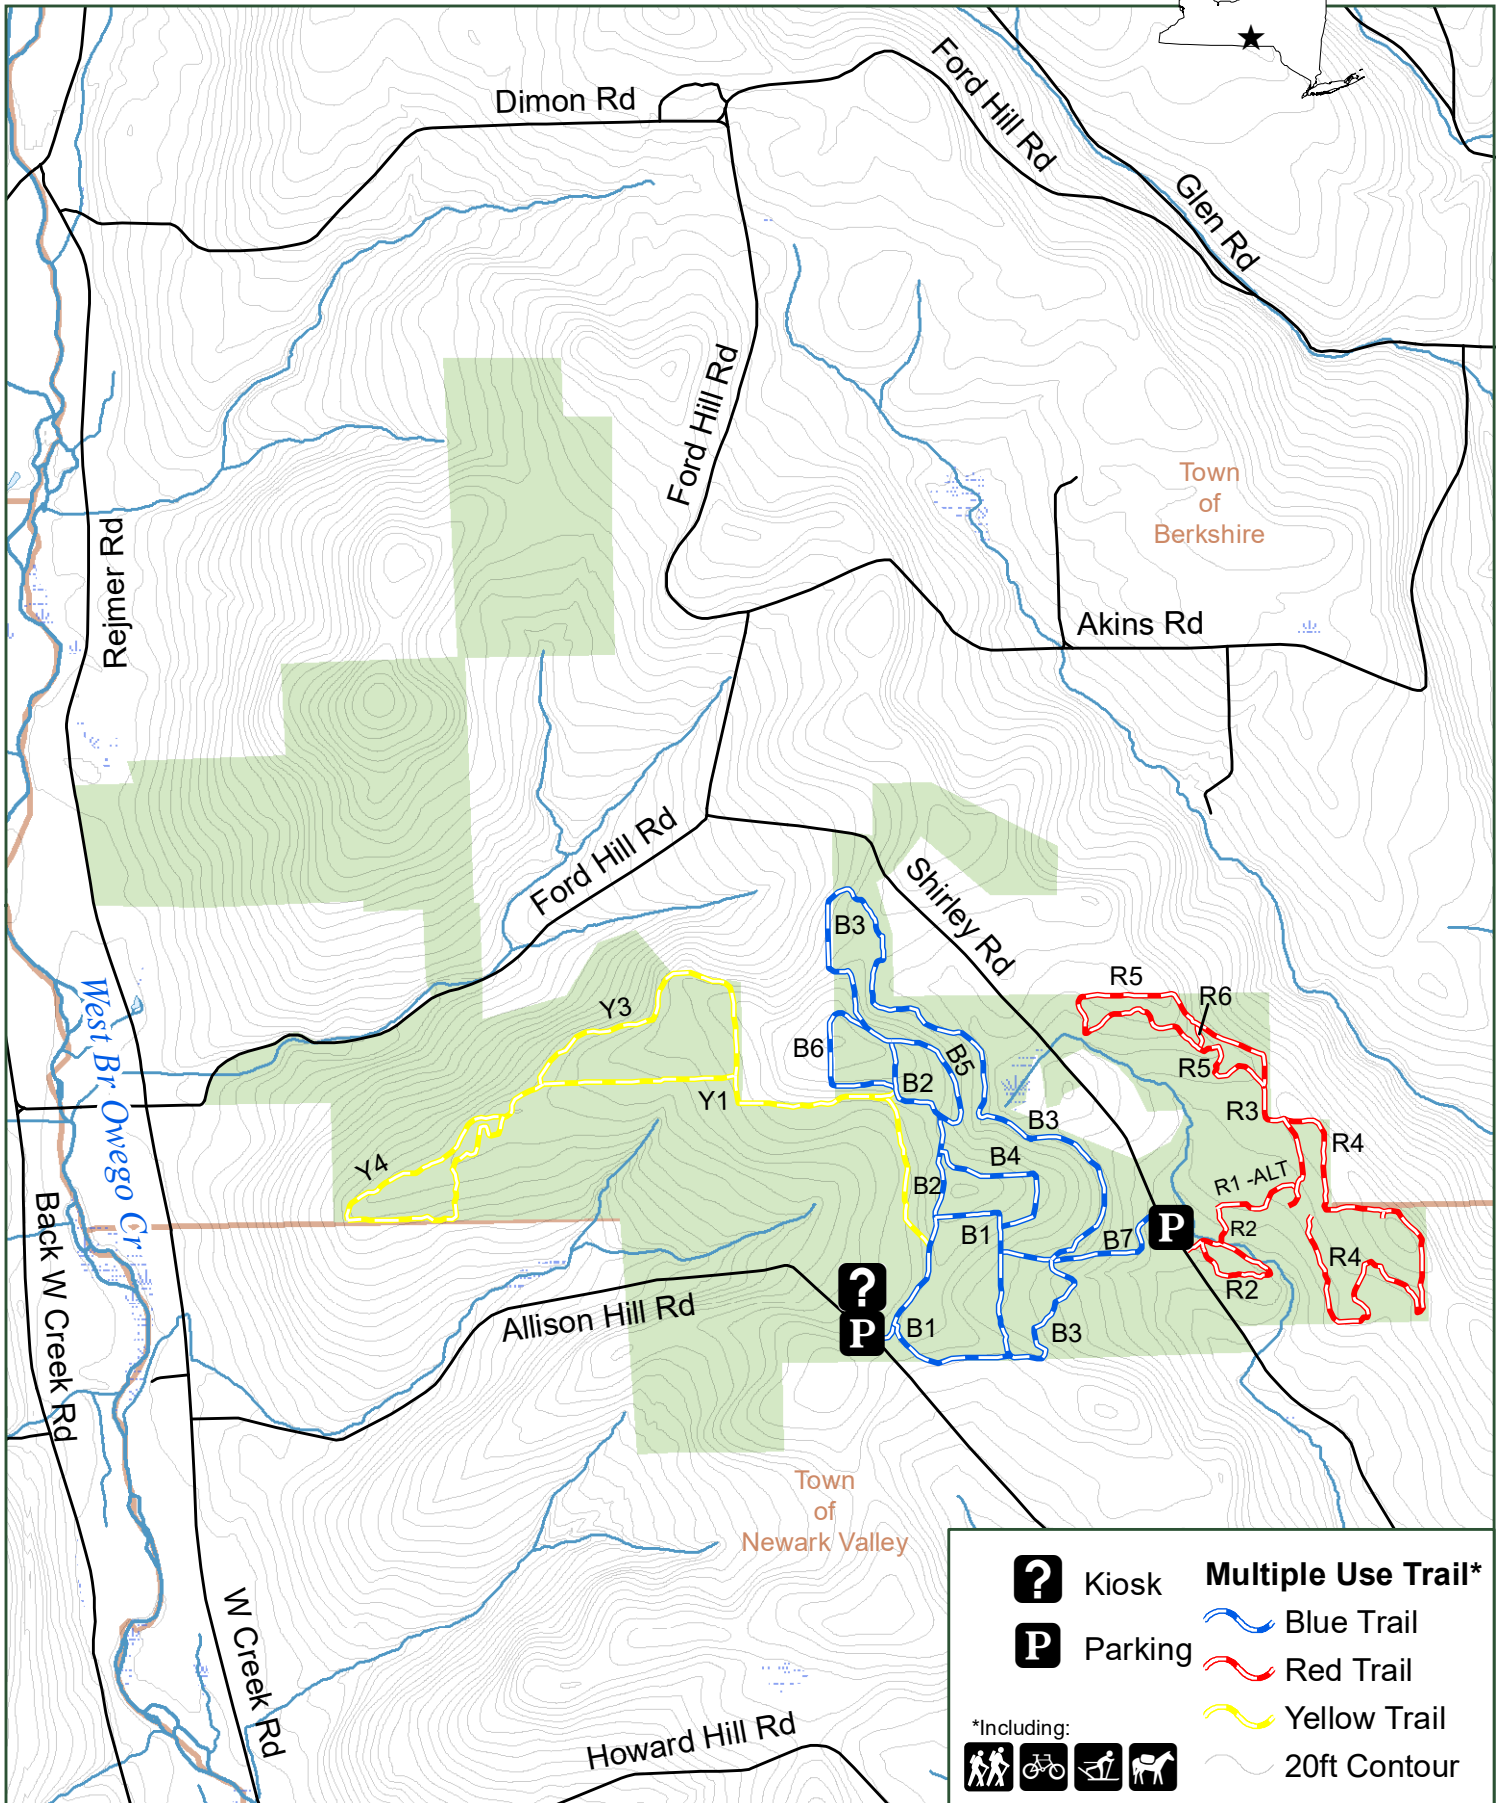 Dimon Rd
Ford Hill Rd
Glen Rd
Ford Hill Rd
Town
of
Berkshire
Rejmer Rd
Akins Rd
Ford Hill Rd
Shirley Rd
B3
R5
R6
Y3
B6
B5
R5
B2
Y1
R3
B3
R4
B4
Y4
R1 -ALT
B2
West Br Owego Cr
P
R2
B1
B7
R4
Back W Creek Rd
?
R2
Allison Hill Rd
P
B1
B3
Town
of
Newark Valley
W Creek Rd
Howard Hill Rd
? Kiosk
P Parking
Multiple Use Trail*
Blue Trail
Red Trail
Yellow Trail
20ft Contour
*Including: